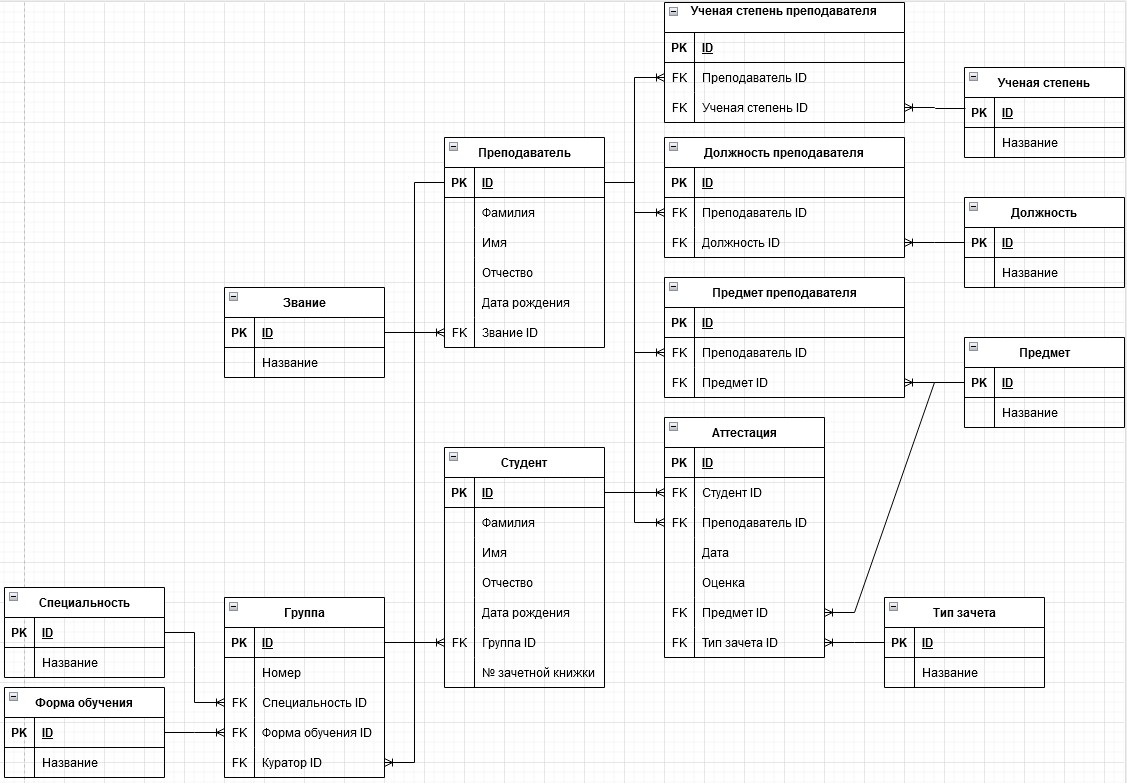 Ученая степень преподавателя
PK ID
FK Преподаватель ID
FK Ученая степень ID
Ученая степень
PK ID
Название
Преподаватель
PK ID
Фамилия
Имя
Отчество
Дата рождения
FK Звание ID
Должность преподавателя
PK ID
FK Преподаватель ID
FK Должность ID
Должность
PK ID
Название
Звание
PK ID
Название
Предмет преподавателя
PK ID
FK Преподаватель ID
FK Предмет ID
Предмет
PK ID
Название
Студент
PK ID
Фамилия
Имя
Отчество
Дата рождения
FK Группа ID
№ зачетной книжки
Аттестация
PK ID
FK Студент ID
FK Преподаватель ID
Дата
Оценка
FK Предмет ID
FK Тип зачета ID
Специальность
PK ID
Название
Группа
PK ID
Номер
FK Специальность ID
FK Форма обучения ID
FK Куратор ID
Тип зачета
PK ID
Название
Форма обучения
PK ID
Название